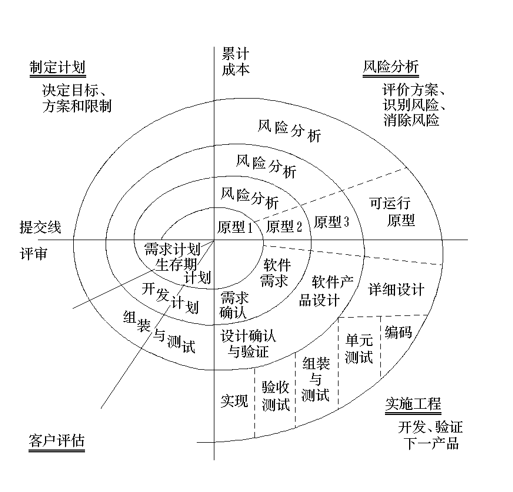 累计
成本
制定计划
决定目标、
方案和限制
风险分析
评价方案、
识别风险、
消除风险
风险分析
风险分析
风险分析
可运行
原型
原型1
原型2
原型3
提交线
评审
需求计划
生存期
计划
开发计划
组装与测试
软件
需求
需求
确认
软件产
品设计
详细设计
设计确认
与验证
单元
测试
编码
组装
与
测试
验收
测试
实现
实施工程
开发、验证
下一产品
客户评估